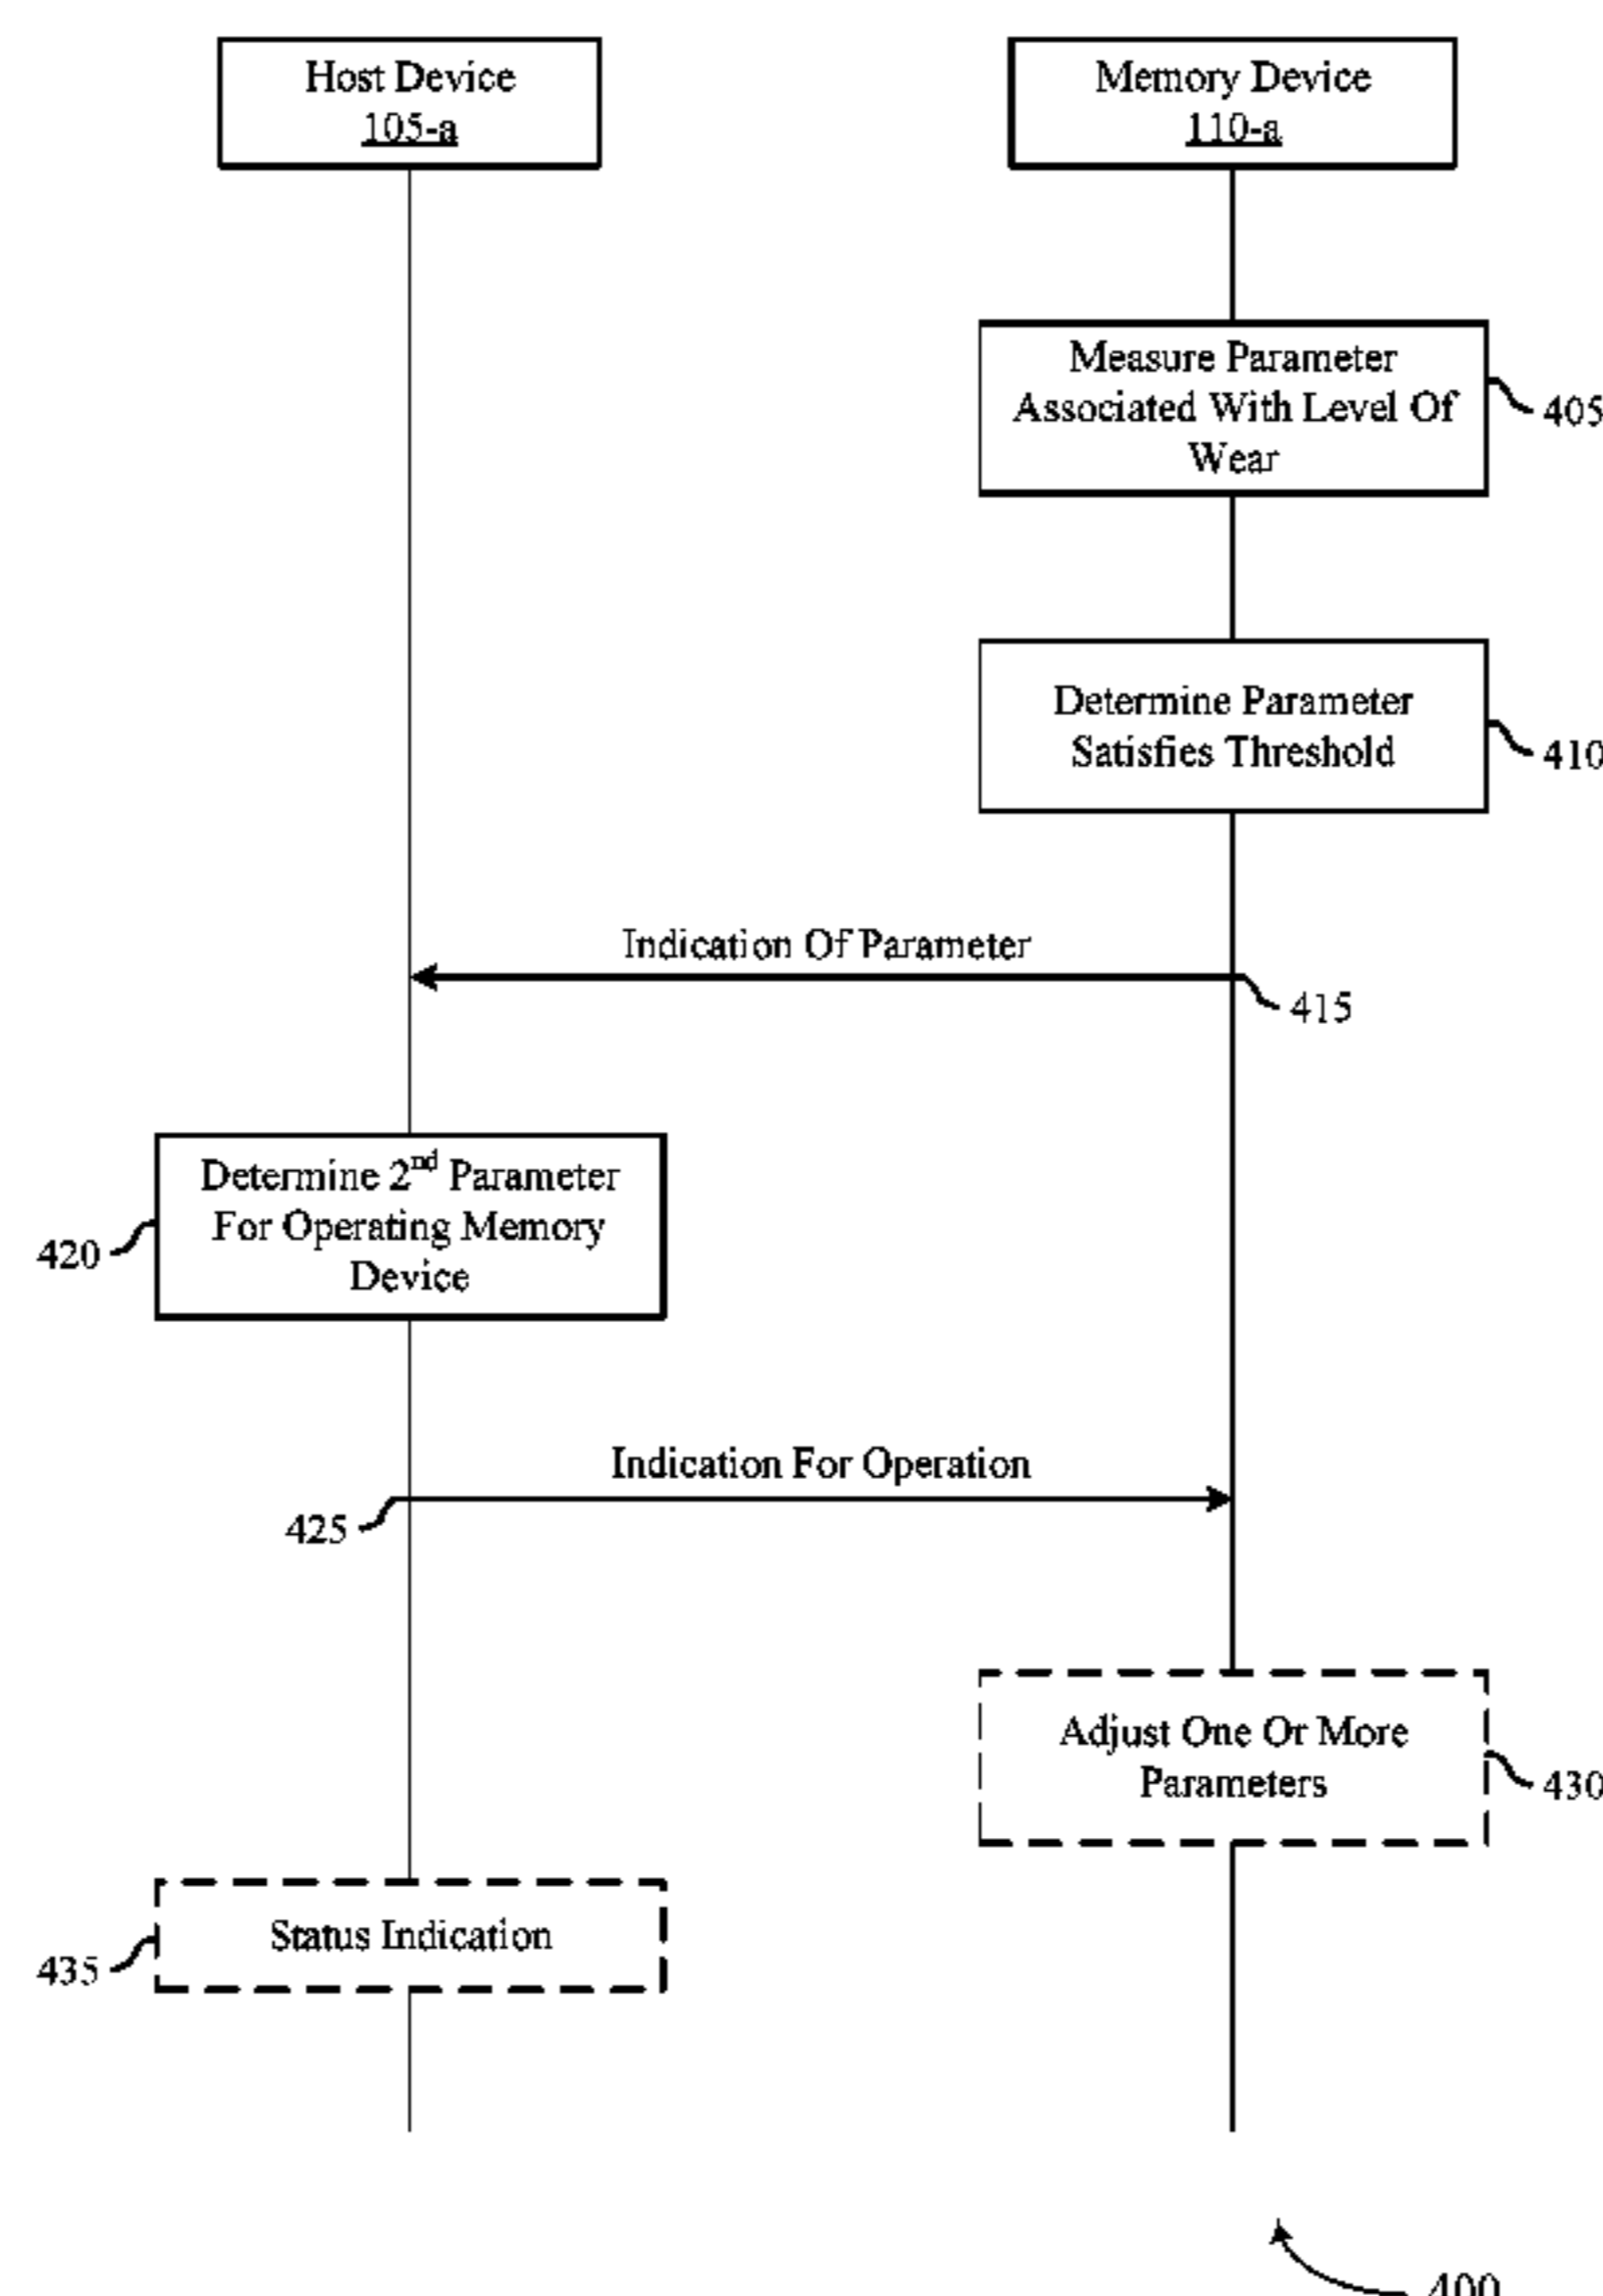 Host Device
105-a
Memory Device
110-a
Measure Parameter
Associated With Level Of
Wear
405
Determine Parameter
Satisfies Threshold
410
Indication Of Parameter
415
Determine 2nd Parameter
For Operating Memory
Device
420
Indication For Operation
425
Adjust One Or More
Parameters
430
Status Indication
435
400